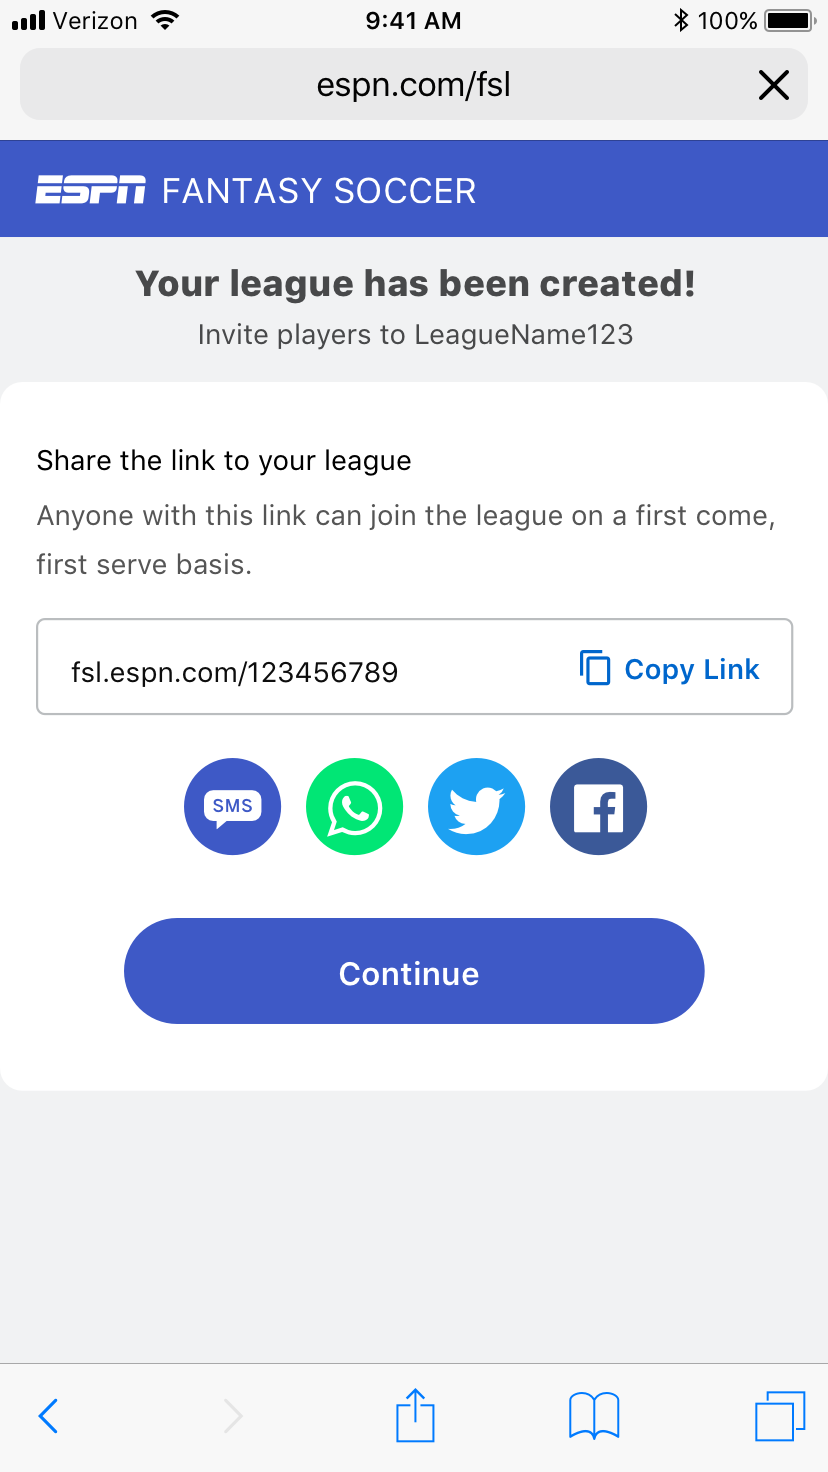 Verizon 9:41 AM 100%
espn.com/fsl
ESPN FANTASY SOCCER
Your league has been created!
Invite players to LeagueName123
Share the link to your league
Anyone with this link can join the league on a first come,
first serve basis.
fsl.espn.com/123456789 Copy Link
SMS
Continue